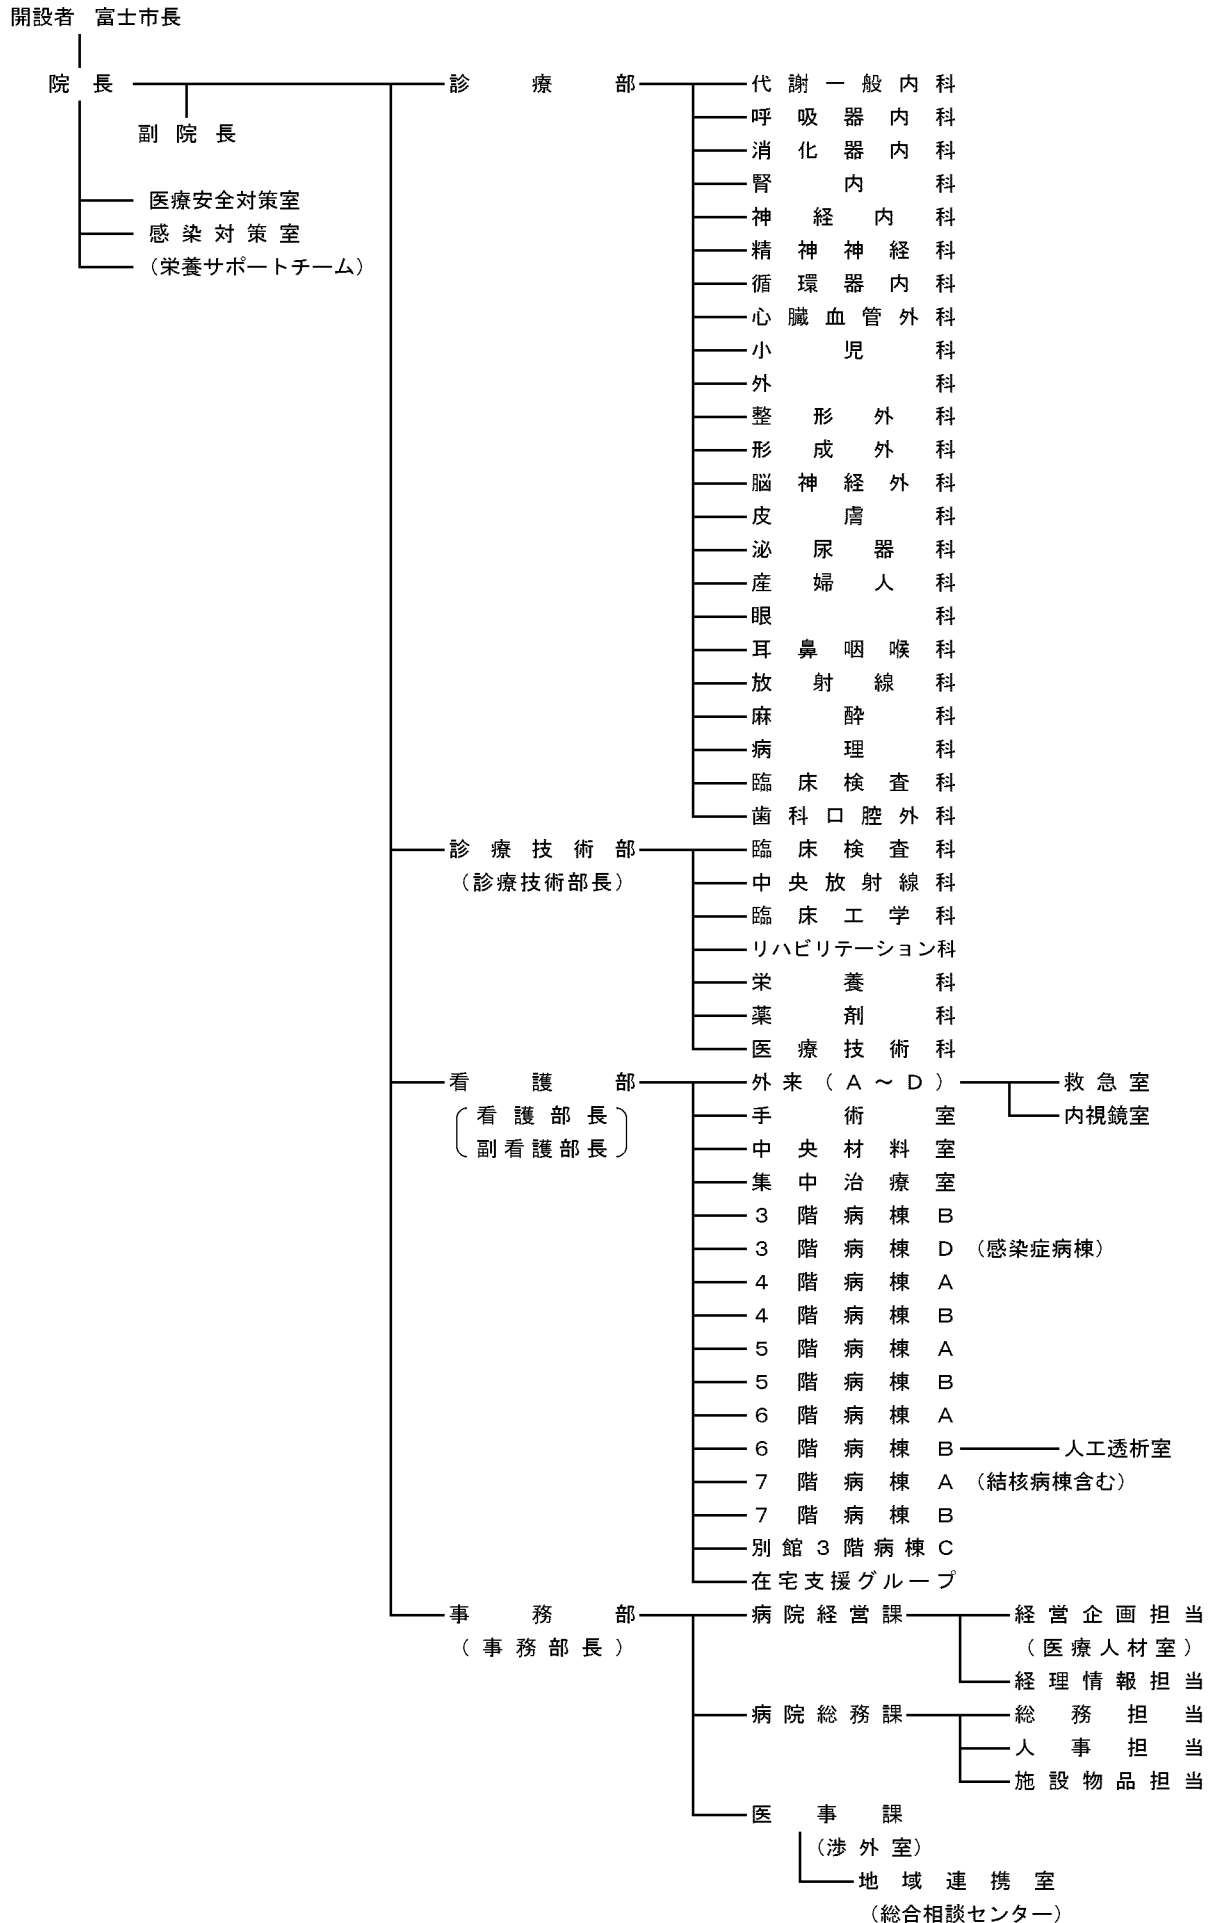 開設者　富士市長
院長　診療部　代謝一般内科
呼吸器内科
副院長
消化器内科
腎内科
医療安全対策室
神経内科
感染対策室
精神神経科
（栄養サポートチーム）
循環器内科
心臓血管外科
小児科
外科
整形外科
形成外科
脳神経外科
皮膚科
泌尿器科
産婦人科
眼科
耳鼻咽喉科
放射線科
麻酔科
病理科
臨床検査科
歯科口腔外科
診療技術部　臨床検査科
（診療技術部長）　中央放射線科
臨床工学科
リハビリテーション科
栄養科
薬剤科
医療技術科
看護部　外来（A～D）　救急室
看護部長　手術室　内視鏡室
副看護部長　中央材料室
集中治療室
3階病棟B
3階病棟D（感染症病棟）
4階病棟A
4階病棟B
5階病棟A
5階病棟B
6階病棟A
6階病棟B　人工透析室
7階病棟A（結核病棟含む）
7階病棟B
別館3階病棟C
在宅支援グループ
事務部　病院経営課　経営企画担当
（事務部長）　（医療人材室）
経理情報担当
病院総務課　総務担当
人事担当
施設物品担当
医事課
（渉外室）
地域連携室
（総合相談センター）